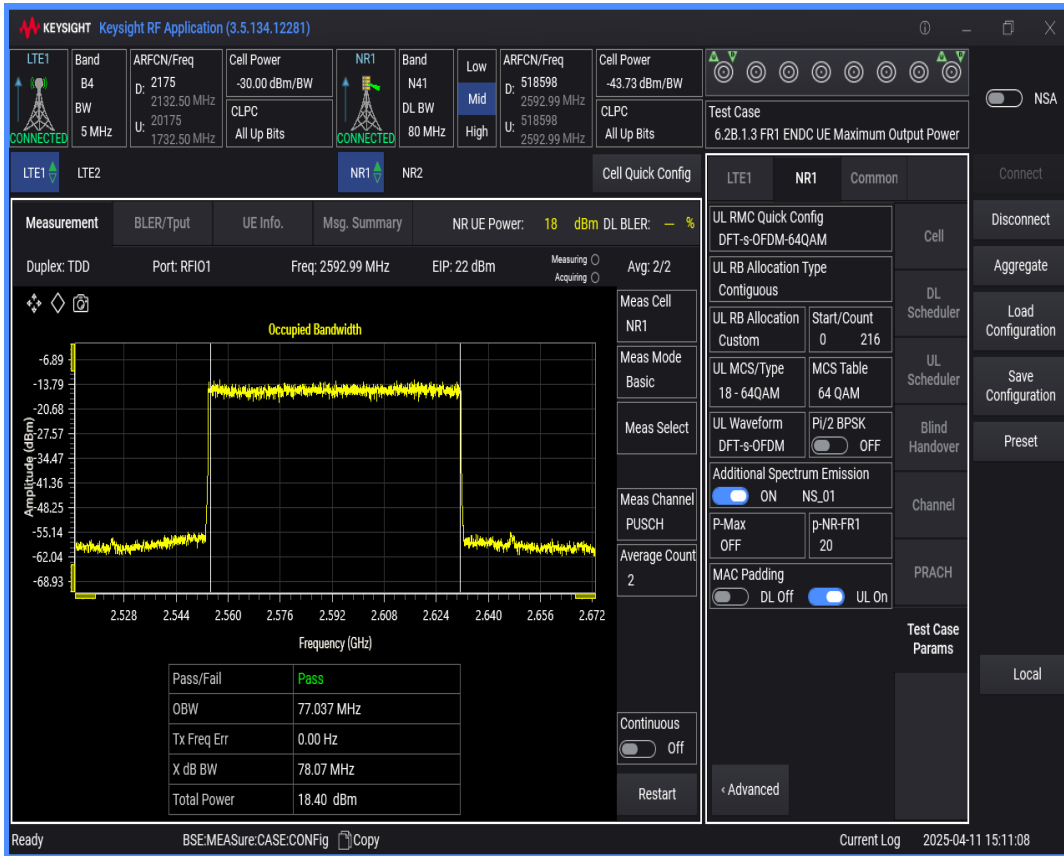 KEYSIGHT Keysight RF Application (3.5.134.12281)
LTE1
CONNECTED
Band
B4
BW
5 MHz
ARFCN/Freq
D: 2175
2132.50 MHz
U: 20175
1732.50 MHz
Cell Power
-30.00 dBm/BW
CLPC
All Up Bits
NR1
CONNECTED
Band
N41
DL BW
80 MHz
Low
Mid
High
ARFCN/Freq
D: 518598
2592.99 MHz
U: 518598
2592.99 MHz
Cell Power
-43.73 dBm/BW
CLPC
All Up Bits
Test Case
6.2B.1.3 FR1 ENDC UE Maximum Output Power
NSA
LTE1 LTE2 NR1 NR2 Cell Quick Config
Measurement BLER/Tput UE Info. Msg. Summary NR UE Power: 18 dBm DL BLER: — %
Duplex: TDD Port: RFIO1 Freq: 2592.99 MHz EIP: 22 dBm Measuring Acquiring Avg: 2/2
Occupied Bandwidth
Amplitude (dBm)
-6.89
-13.79
-20.68
-27.57
-34.47
-41.36
-48.25
-55.14
-62.04
-68.93
2.528 2.544 2.560 2.576 2.592 2.608 2.624 2.640 2.656 2.672
Frequency (GHz)
Pass/Fail Pass
OBW 77.037 MHz
Tx Freq Err 0.00 Hz
X dB BW 78.07 MHz
Total Power 18.40 dBm
Meas Cell
NR1
Meas Mode
Basic
Meas Select
Meas Channel
PUSCH
Average Count
2
Continuous
Off
Restart
LTE1 NR1 Common
UL RMC Quick Config
DFT-s-OFDM-64QAM
UL RB Allocation Type
Contiguous
UL RB Allocation
Custom
Start/Count
0 216
UL MCS/Type
18 - 64QAM
MCS Table
64 QAM
UL Waveform
DFT-s-OFDM
Pi/2 BPSK
OFF
Additional Spectrum Emission
ON NS_01
P-Max
OFF
p-NR-FR1
20
MAC Padding
DL Off UL On
< Advanced
Cell
DL
Scheduler
UL
Scheduler
Blind
Handover
Channel
PRACH
Test Case
Params
Connect
Disconnect
Aggregate
Load
Configuration
Save
Configuration
Preset
Local
Ready BSE:MEASure:CASE:CONFig Copy Current Log 2025-04-11 15:11:08